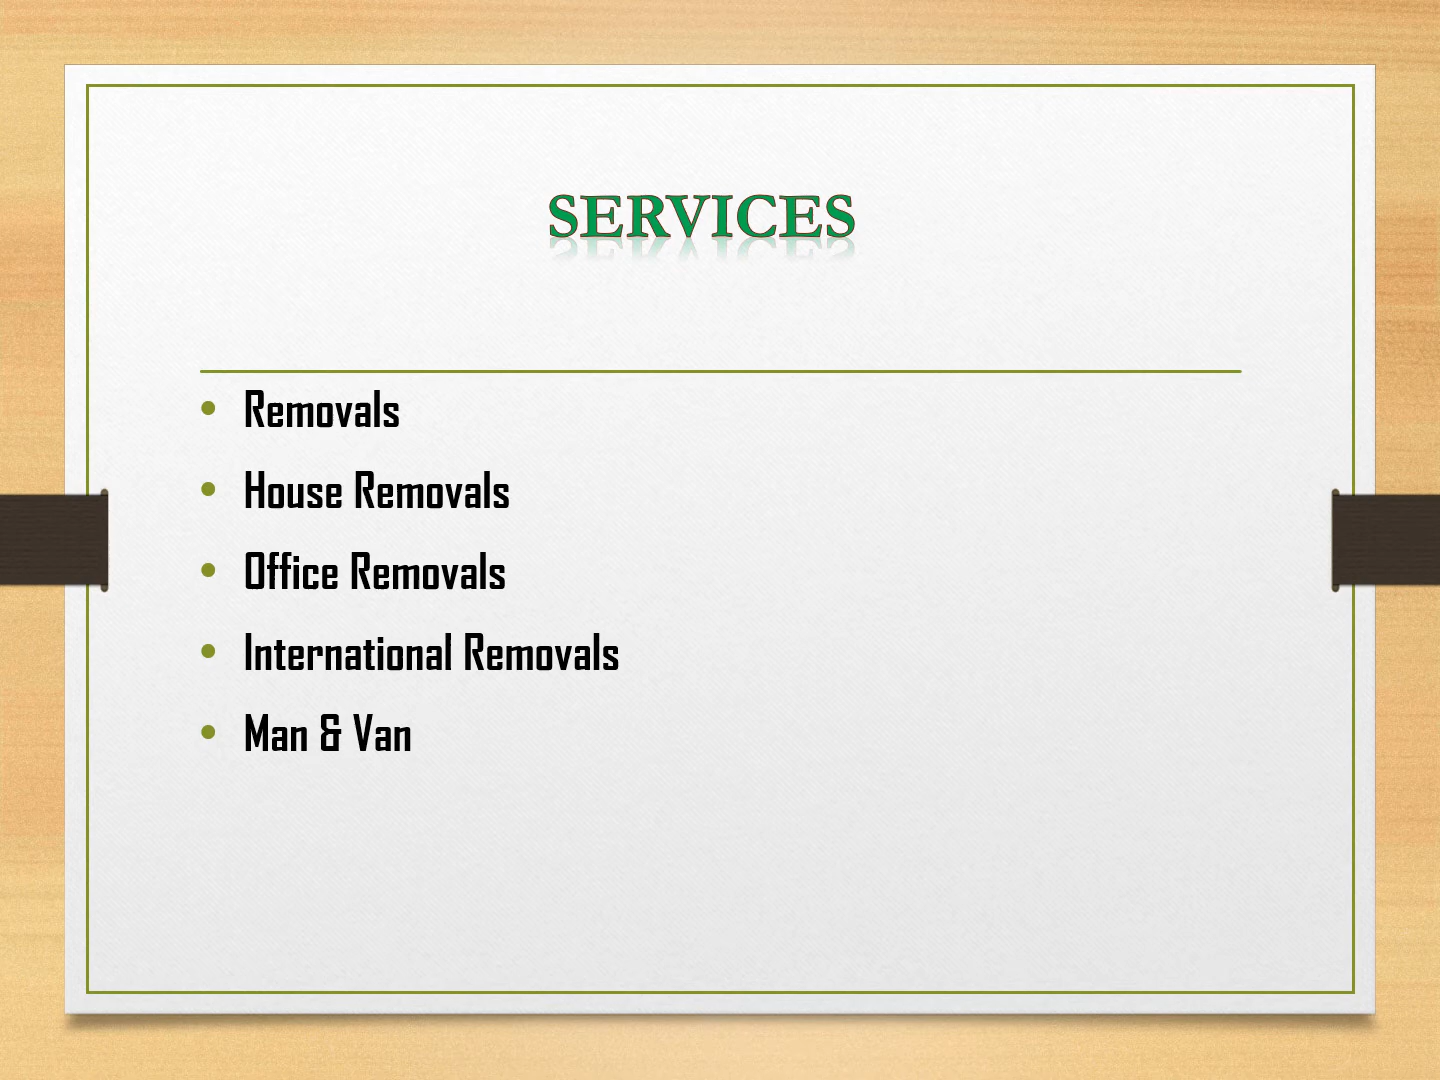 SERVICES
• Removals
• House Removals
• Office Removals
• International Removals
• Man & Van